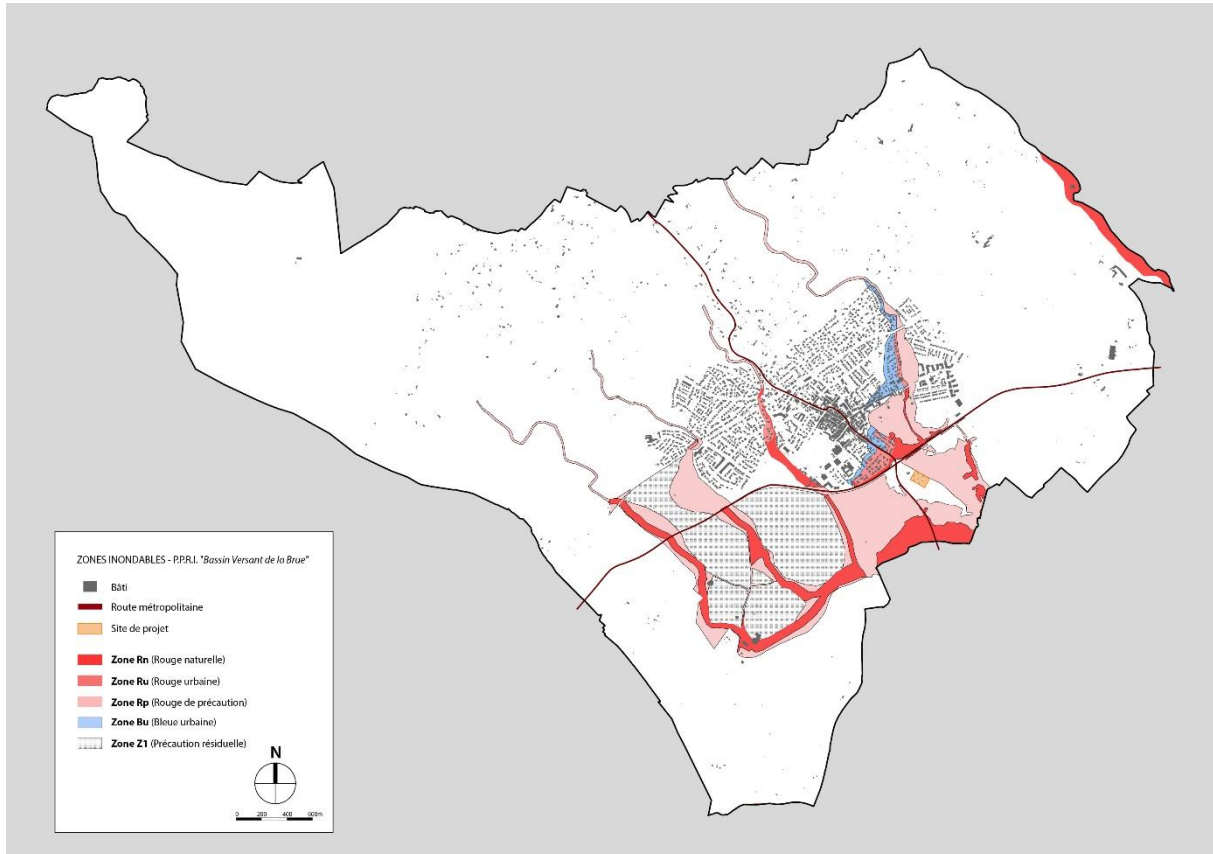 ZONES INONDABLES - P.P.R.I. "Bassin Versant de la Brue"
Bâti
Route métropolitaine
Site de projet
Zone Rn (Rouge naturelle)
Zone Ru (Rouge urbaine)
Zone Rp (Rouge de précaution)
Zone Bu (Bleue urbaine)
Zone Z1 (Précaution résiduelle)
N
0 200 400 600m